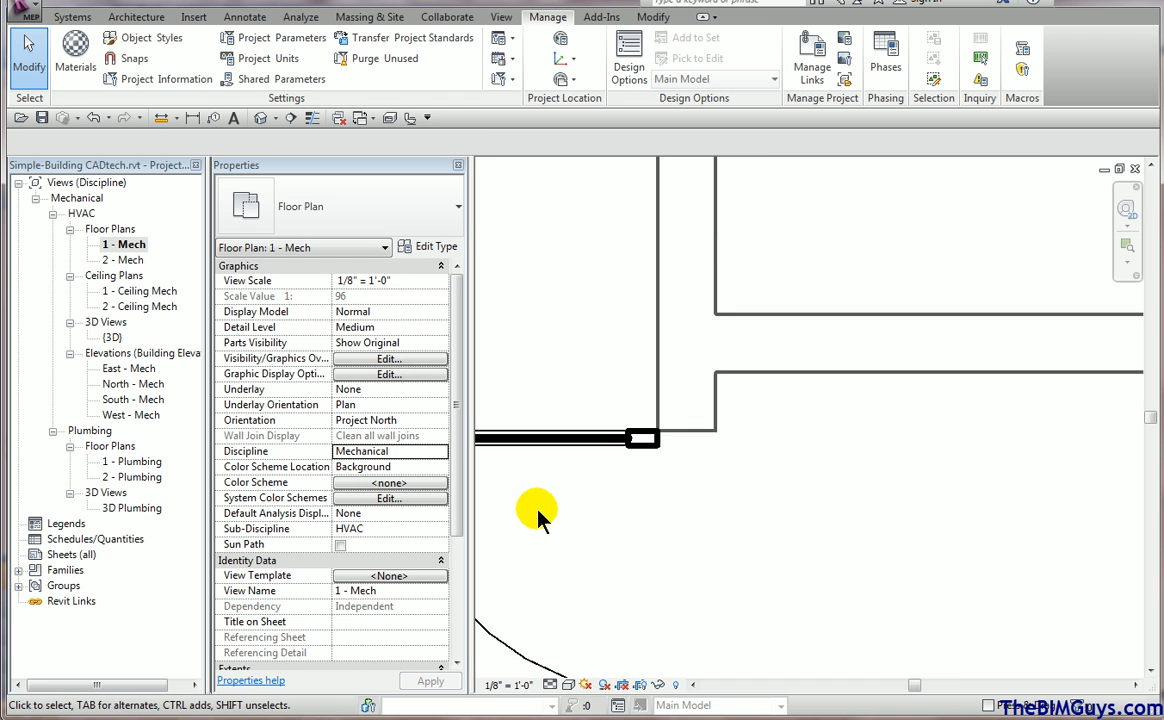 MEP Systems Architecture Insert Annotate Analyze Massing & Site Collaborate View Manage Add-Ins Modify
Modify
Materials
Object Styles
Snaps
Project Information
Project Parameters
Project Units
Shared Parameters
Transfer Project Standards
Purge Unused
Design Options
Add to Set
Pick to Edit
Main Model
Manage Links
Phases
Select Settings Project Location Design Options Manage Project Phasing Selection Inquiry Macros
Simple-Building CADtech.rvt - Project...
Views (Discipline)
Mechanical
HVAC
Floor Plans
1 - Mech
2 - Mech
Ceiling Plans
1 - Ceiling Mech
2 - Ceiling Mech
3D Views
{3D}
Elevations (Building Eleva
East - Mech
North - Mech
South - Mech
West - Mech
Plumbing
Floor Plans
1 - Plumbing
2 - Plumbing
3D Views
3D Plumbing
Legends
Schedules/Quantities
Sheets (all)
Families
Groups
Revit Links
Properties
Floor Plan
Floor Plan: 1 - Mech Edit Type
Graphics
View Scale 1/8" = 1'-0"
Scale Value 1: 96
Display Model Normal
Detail Level Medium
Parts Visibility Show Original
Visibility/Graphics Ov... Edit...
Graphic Display Opti... Edit...
Underlay None
Underlay Orientation Plan
Orientation Project North
Wall Join Display Clean all wall joins
Discipline Mechanical
Color Scheme Location Background
Color Scheme <none>
System Color Schemes Edit...
Default Analysis Displ... None
Sub-Discipline HVAC
Sun Path
Identity Data
View Template <None>
View Name 1 - Mech
Dependency Independent
Title on Sheet
Referencing Sheet
Referencing Detail
Extents
Properties help Apply
2D
1/8" = 1'-0"
Click to select, TAB for alternates, CTRL adds, SHIFT unselects.
:0 Main Model
TheBIMGuys.com